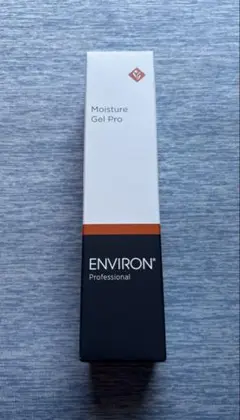 Moisture
Gel Pro
ENVIRON®
Professional